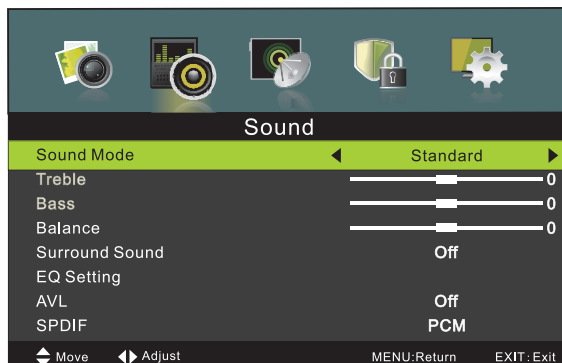 Sound
Sound Mode Standard
Treble 0
Bass 0
Balance 0
Surround Sound Off
EQ Setting
AVL Off
SPDIF PCM
Move Adjust MENU:Return EXIT:Exit